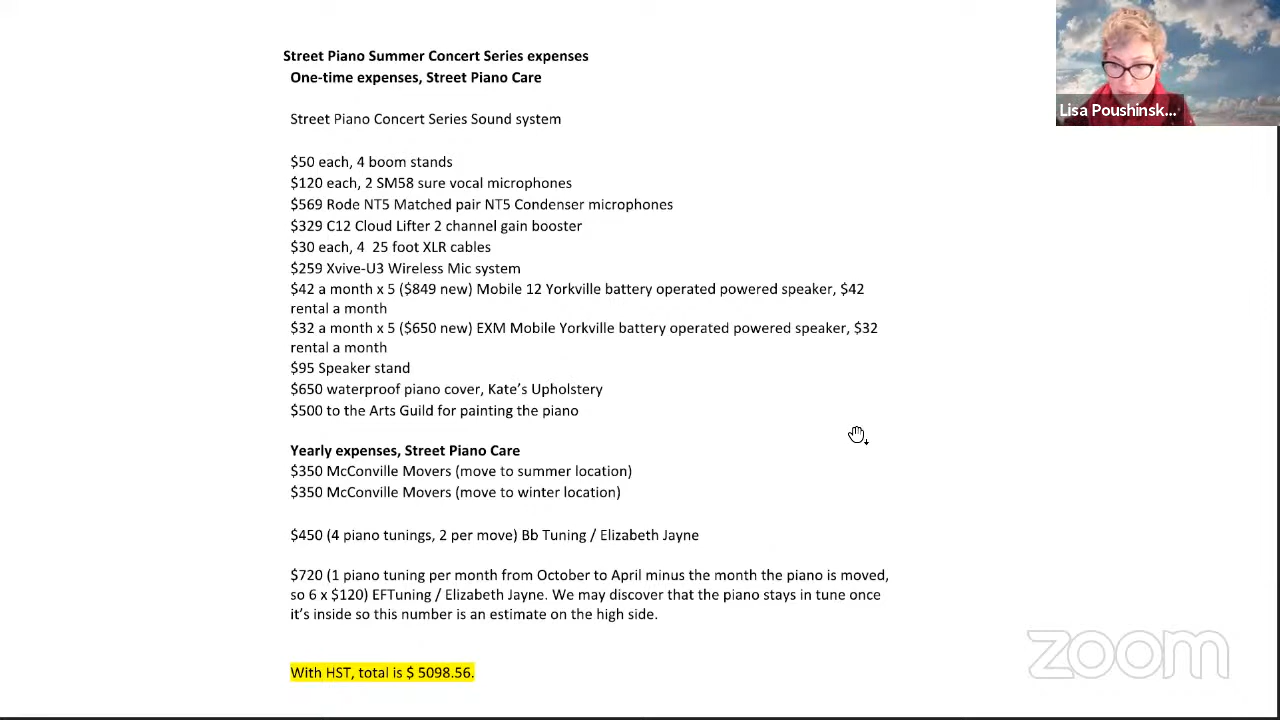 Street Piano Summer Concert Series expenses
One-time expenses, Street Piano Care
Street Piano Concert Series Sound system
$50 each, 4 boom stands
$120 each, 2 SM58 sure vocal microphones
$569 Rode NT5 Matched pair NT5 Condenser microphones
$329 C12 Cloud Lifter 2 channel gain booster
$30 each, 4  25 foot XLR cables
$259 Xvive-U3 Wireless Mic system
$42 a month x 5 ($849 new) Mobile 12 Yorkville battery operated powered speaker, $42
rental a month
$32 a month x 5 ($650 new) EXM Mobile Yorkville battery operated powered speaker, $32
rental a month
$95 Speaker stand
$650 waterproof piano cover, Kate's Upholstery
$500 to the Arts Guild for painting the piano
Yearly expenses, Street Piano Care
$350 McConville Movers (move to summer location)
$350 McConville Movers (move to winter location)
$450 (4 piano tunings, 2 per move) Bb Tuning / Elizabeth Jayne
$720 (1 piano tuning per month from October to April minus the month the piano is moved,
so 6 x $120) EFTuning / Elizabeth Jayne. We may discover that the piano stays in tune once
it's inside so this number is an estimate on the high side.
With HST, total is $ 5098.56.
Lisa Poushinsk...
zoom